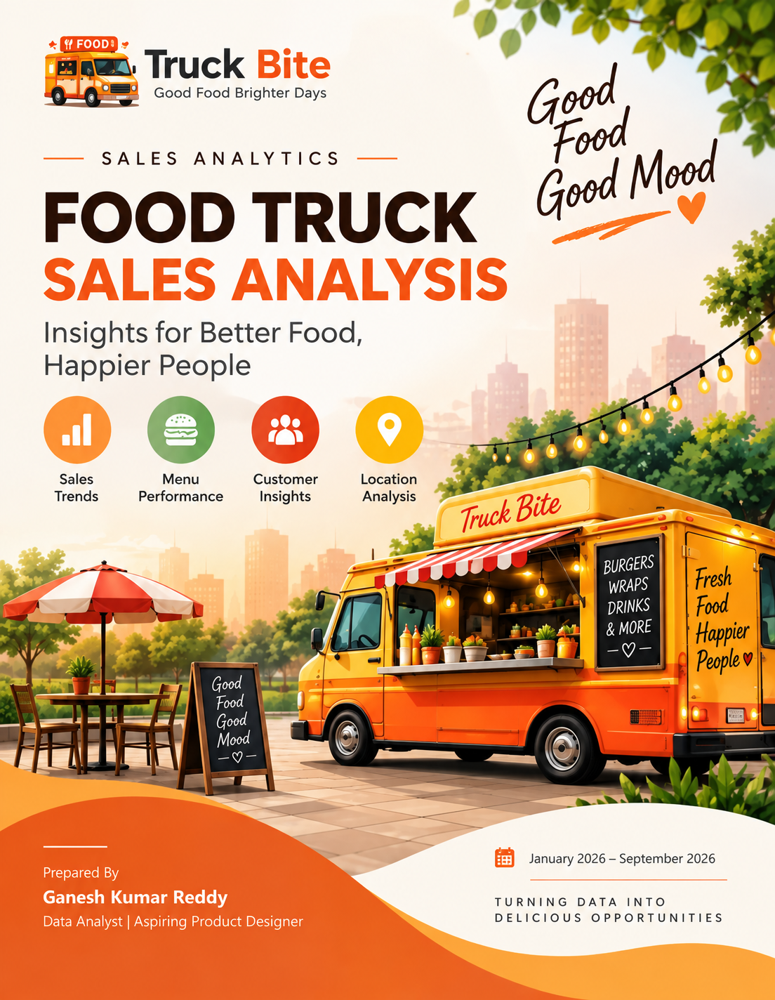 FOOD
Truck Bite
Good Food Brighter Days
Good
Food
Good Mood
SALES ANALYTICS
FOOD TRUCK
SALES ANALYSIS
Insights for Better Food,
Happier People
Sales
Trends
Menu
Performance
Customer
Insights
Location
Analysis
Truck Bite
BURGERS
WRAPS
DRINKS
& MORE
Fresh
Food
Happier
People
Good
Food
Good
Mood
Prepared By
Ganesh Kumar Reddy
Data Analyst | Aspiring Product Designer
January 2026 – September 2026
TURNING DATA INTO
DELICIOUS OPPORTUNITIES